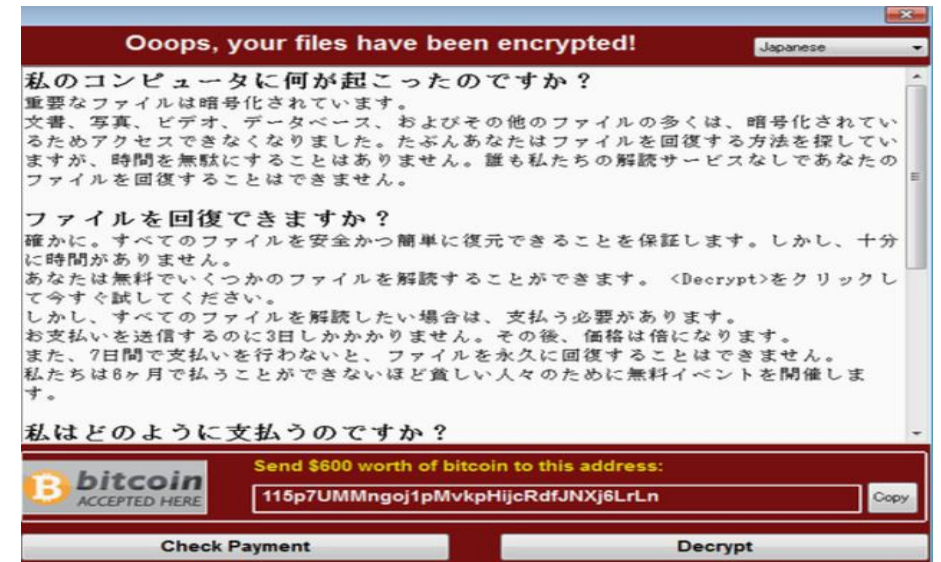 Ooops, your files have been encrypted!
Japanese
私のコンピュータに何が起こったのですか？
重要なファイルは暗号化されています。
文書、写真、ビデオ、データベース、およびその他のファイルの多くは、暗号化されてい
るためアクセスできなくなりました。たぶんあなたはファイルを回復する方法を探してい
ますが、時間を無駄にすることはありません。誰も私たちの解読サービスなしであなたの
ファイルを回復することはできません。
ファイルを回復できますか？
確かに。すべてのファイルを安全かつ簡単に復元できることを保証します。しかし、十分
に時間がありません。
あなたは無料でいくつかのファイルを解読することができます。 <Decrypt>をクリックし
て今すぐ試してください。
しかし、すべてのファイルを解読したい場合は、支払う必要があります。
お支払いを送信するのに3日しかかかりません。その後、価格は倍になります。
また、7日間で支払いを行わないと、ファイルを永久に回復することはできません。
私たちは6ヶ月で払うことができないほど貧しい人々のために無料イベントを開催しま
す。
私はどのように支払うのですか？
bitcoin
ACCEPTED HERE
Send $600 worth of bitcoin to this address:
115p7UMMngoj1pMvkpHijcRdfJNXj6LrLn
Copy
Check Payment
Decrypt